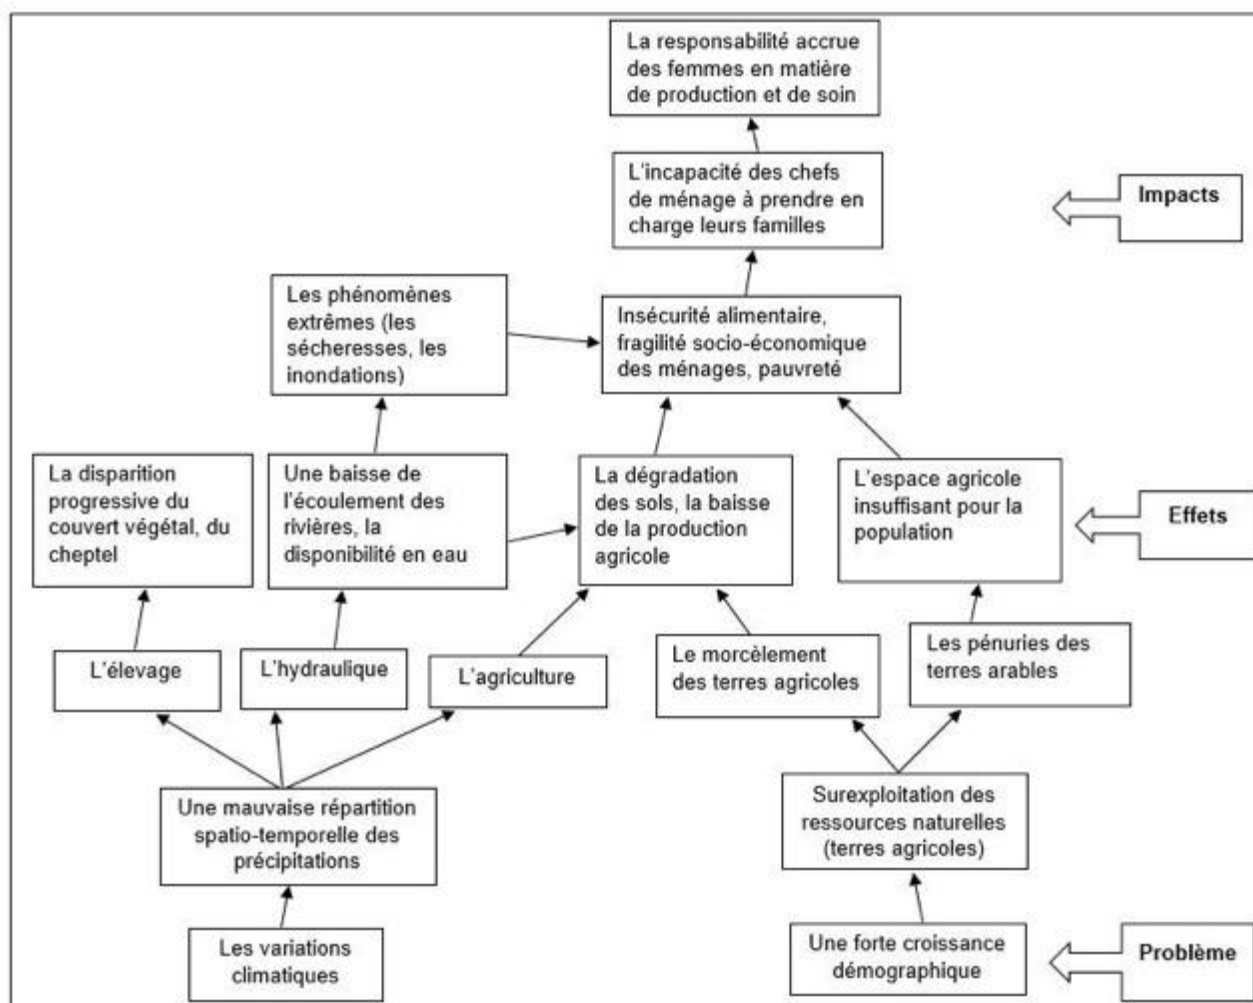 La responsabilité accrue
des femmes en matière
de production et de soin
L'incapacité des chefs
de ménage à prendre en
charge leurs familles
Impacts
Les phénomènes
extrêmes (les
sécheresses, les
inondations)
Insécurité alimentaire,
fragilité socio-économique
des ménages, pauvreté
La disparition
progressive du
couvert végétal, du
cheptel
Une baisse de
l'écoulement des
rivières, la
disponibilité en eau
La dégradation
des sols, la baisse
de la production
agricole
L'espace agricole
insuffisant pour la
population
Effets
L'élevage
L'hydraulique
L'agriculture
Le morcèlement
des terres agricoles
Les pénuries des
terres arables
Une mauvaise répartition
spatio-temporelle des
précipitations
Surexploitation des
ressources naturelles
(terres agricoles)
Les variations
climatiques
Une forte croissance
démographique
Problème